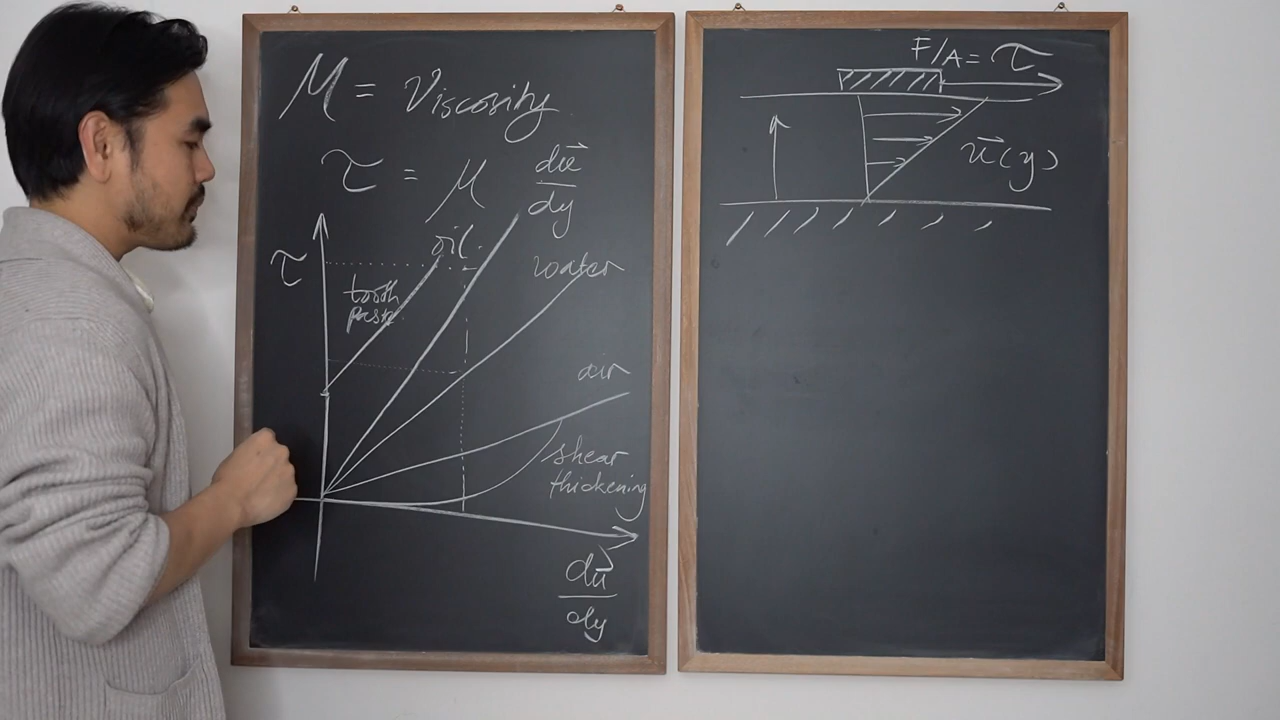 μ = Viscosity
τ = μ du⃗/dy
τ
oil
tooth
paste
water
air
shear
thickening
du⃗/dy
F/A = τ
u⃗(y)